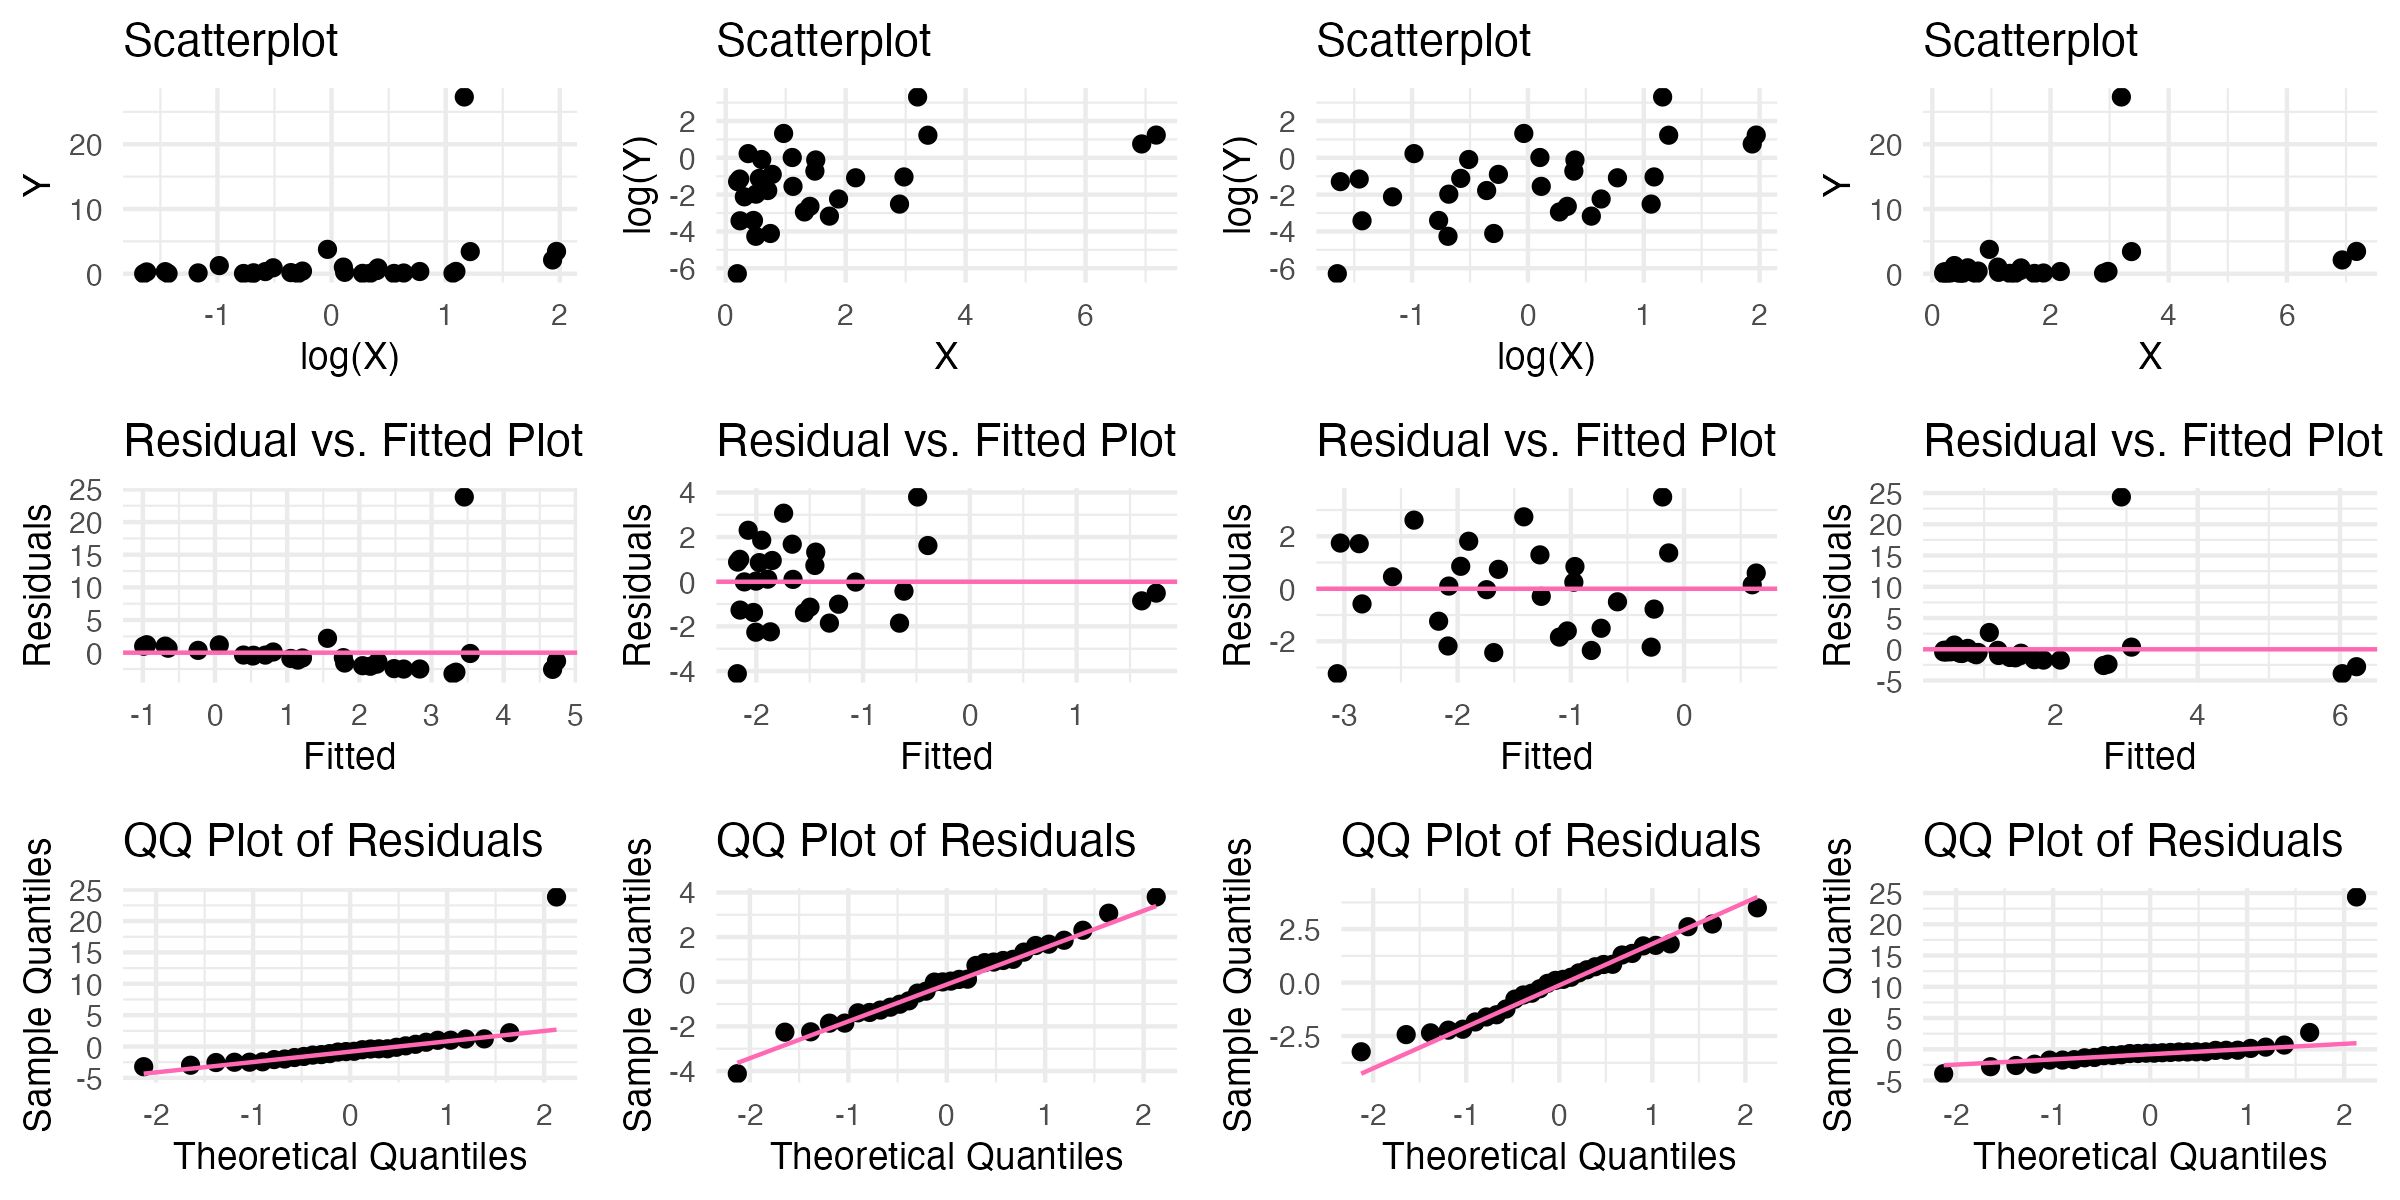 Scatterplot
Y
20
10
0
-1 0 1 2
log(X)
Scatterplot
log(Y)
2
0
-2
-4
-6
0 2 4 6
X
Scatterplot
log(Y)
2
0
-2
-4
-6
-1 0 1 2
log(X)
Scatterplot
Y
20
10
0
0 2 4 6
X
Residual vs. Fitted Plot
Residuals
25
20
15
10
5
0
-1 0 1 2 3 4 5
Fitted
Residual vs. Fitted Plot
Residuals
4
2
0
-2
-4
-2 -1 0 1
Fitted
Residual vs. Fitted Plot
Residuals
2
0
-2
-3 -2 -1 0
Fitted
Residual vs. Fitted Plot
Residuals
25
20
15
10
5
0
-5
2 4 6
Fitted
QQ Plot of Residuals
Sample Quantiles
25
20
15
10
5
0
-5
-2 -1 0 1 2
Theoretical Quantiles
QQ Plot of Residuals
Sample Quantiles
4
2
0
-2
-4
-2 -1 0 1 2
Theoretical Quantiles
QQ Plot of Residuals
Sample Quantiles
2.5
0.0
-2.5
-2 -1 0 1 2
Theoretical Quantiles
QQ Plot of Residuals
Sample Quantiles
25
20
15
10
5
0
-5
-2 -1 0 1 2
Theoretical Quantiles